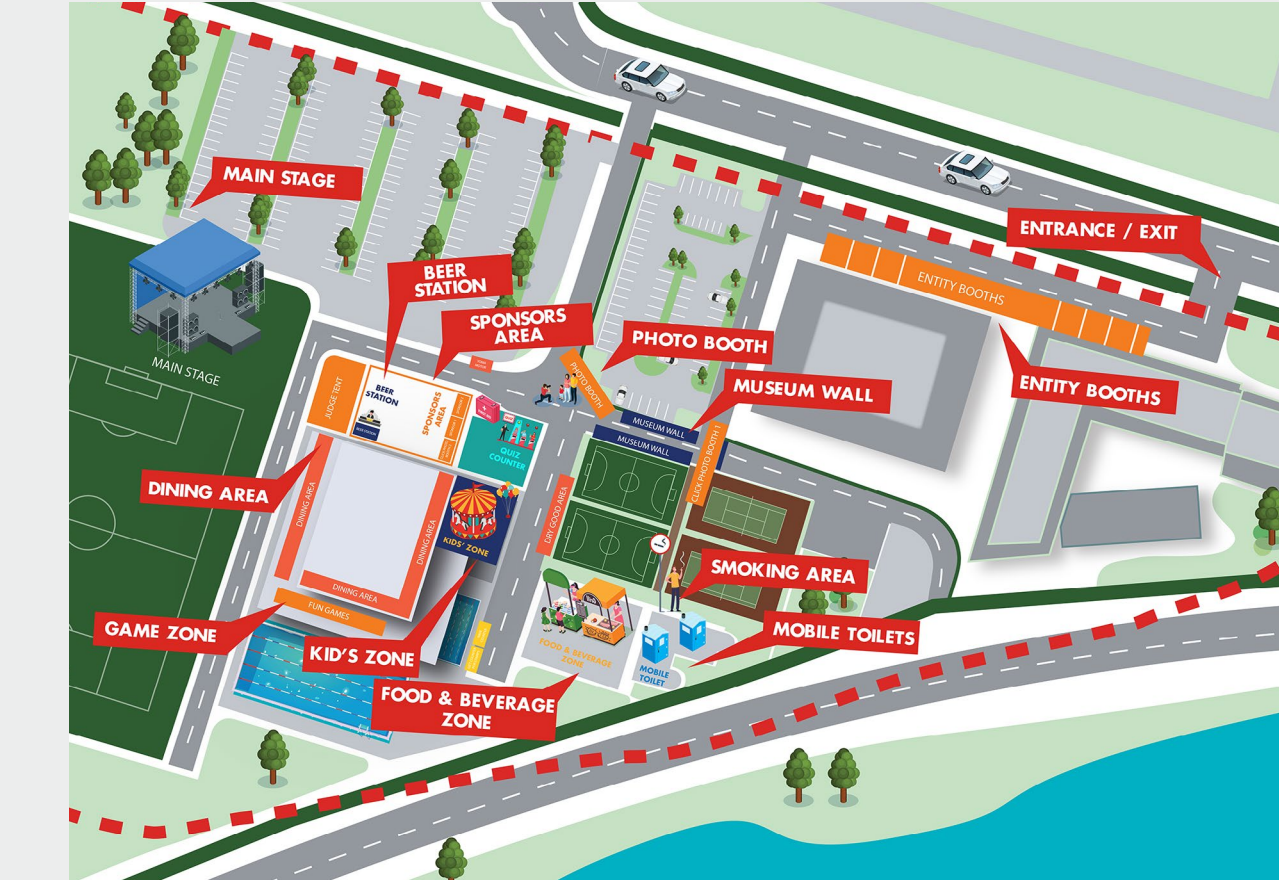 MAIN STAGE
ENTRANCE / EXIT
BEER
STATION
ENTITY BOOTHS
SPONSORS
AREA
PHOTO BOOTH
MAIN STAGE
MUSEUM WALL
ENTITY BOOTHS
JUDGE TENT
BEER
STATION
SPONSORS
AREA
PHOTO BOOTH
MUSEUM WALL
MUSEUM WALL
QUIZ
COUNTER
CLICK PHOTO BOOTH 1
DINING AREA
DINING AREA
DINING AREA
DRY GOOD AREA
KIDS' ZONE
SMOKING AREA
DINING AREA
FUN GAMES
GAME ZONE
MOBILE TOILETS
KID'S ZONE
FOOD & BEVERAGE
ZONE
MOBILE
TOILET
FOOD & BEVERAGE
ZONE